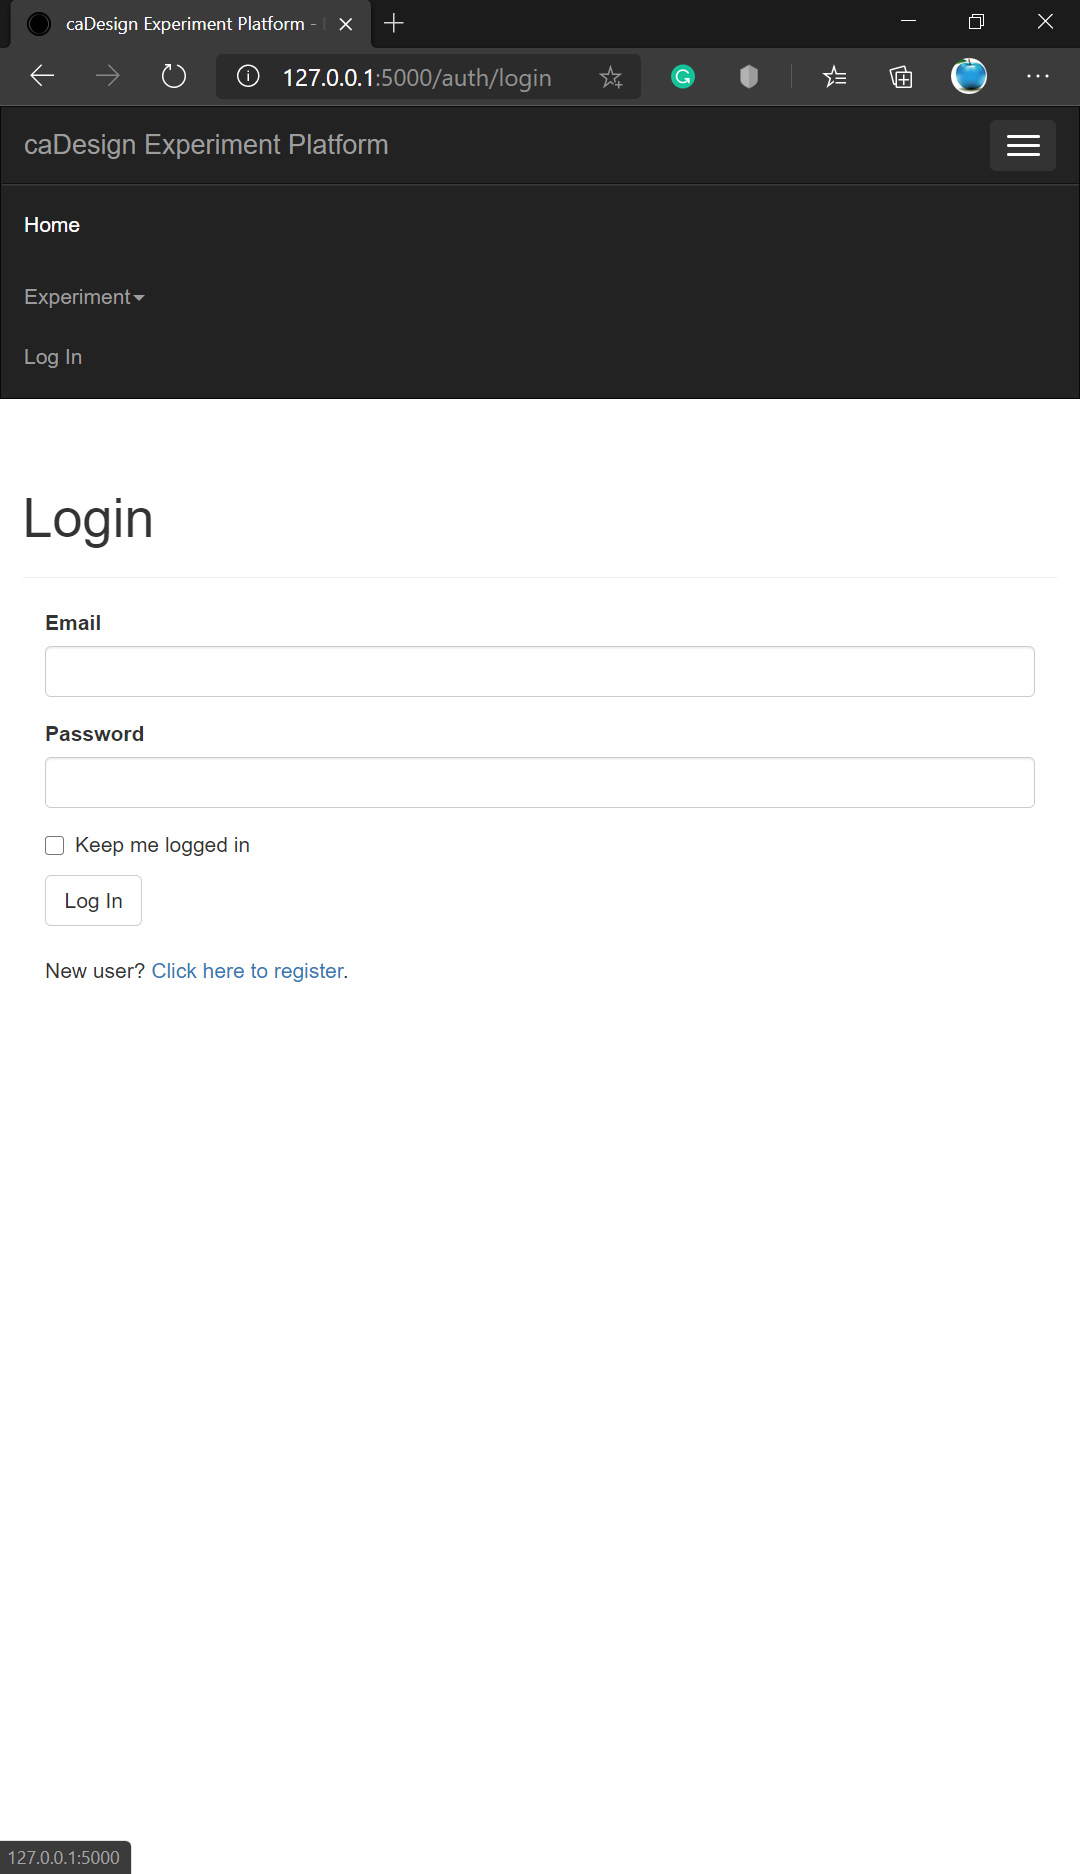 caDesign Experiment Platform -
127.0.0.1:5000/auth/login
caDesign Experiment Platform
Home
Experiment
Log In
Login
Email
Password
Keep me logged in
Log In
New user? Click here to register.
127.0.0.1:5000